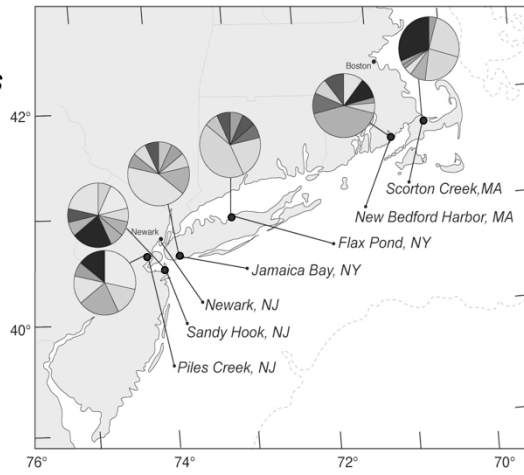 s
Boston
42°
Scorton Creek,MA
New Bedford Harbor, MA
Flax Pond, NY
Newark
Jamaica Bay, NY
Newark, NJ
Sandy Hook, NJ
40°
Piles Creek, NJ
76° 74° 72° 70°